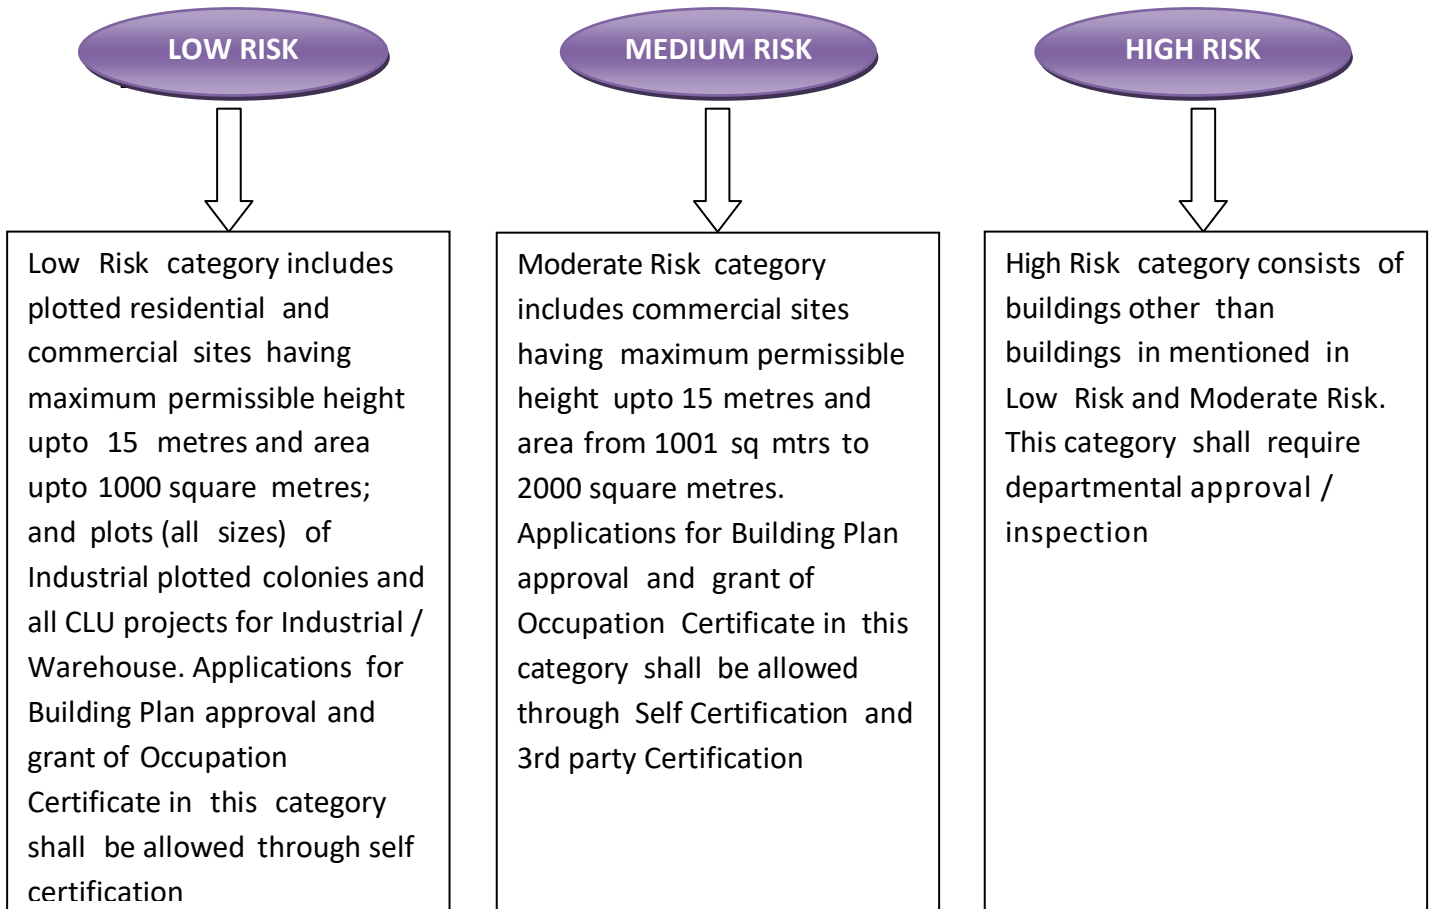 LOW RISK
Low Risk category includes
plotted residential and
commercial sites having
maximum permissible height
upto 15 metres and area
upto 1000 square metres;
and plots (all sizes) of
Industrial plotted colonies and
all CLU projects for Industrial /
Warehouse. Applications for
Building Plan approval and
grant of Occupation
Certificate in this category
shall be allowed through self
certification
MEDIUM RISK
Moderate Risk category
includes commercial sites
having maximum permissible
height upto 15 metres and
area from 1001 sq mtrs to
2000 square metres.
Applications for Building Plan
approval and grant of
Occupation Certificate in this
category shall be allowed
through Self Certification and
3rd party Certification
HIGH RISK
High Risk category consists of
buildings other than
buildings in mentioned in
Low Risk and Moderate Risk.
This category shall require
departmental approval /
inspection